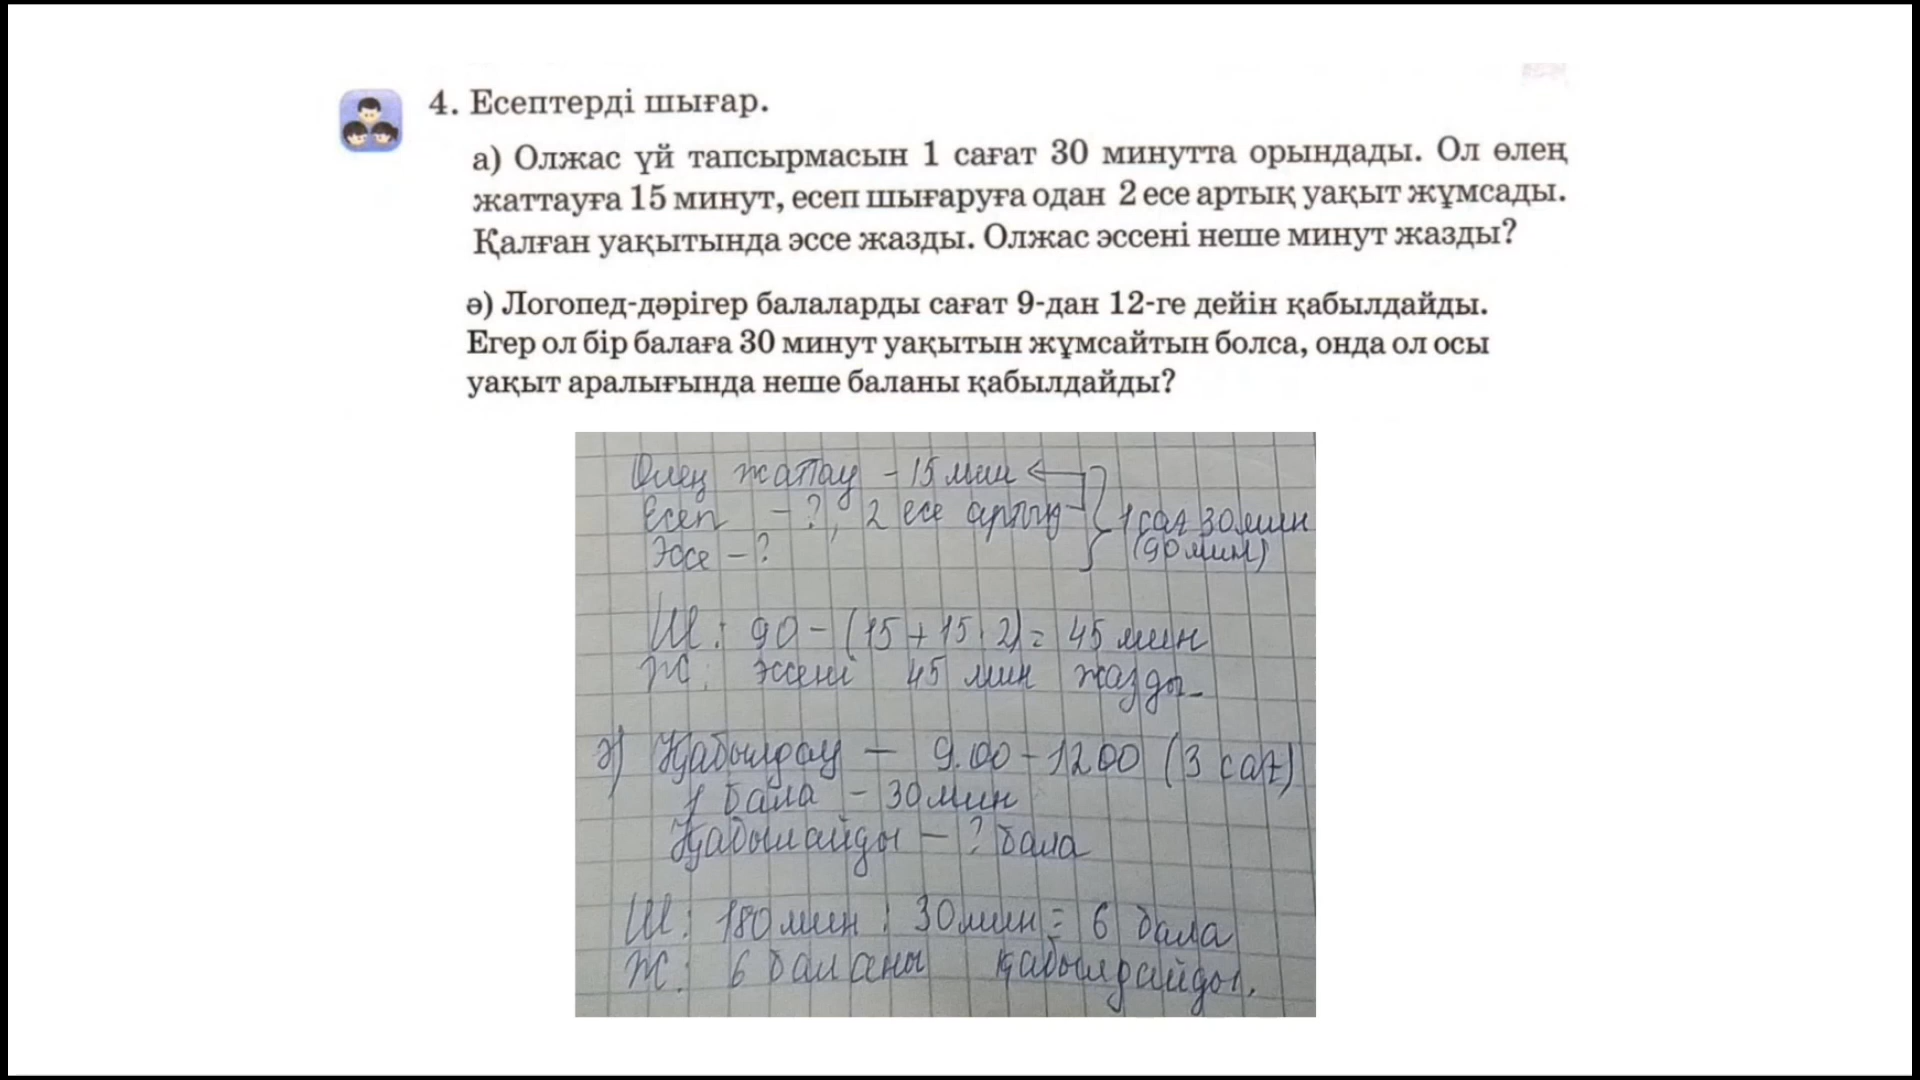 4. Есептерді шығар.
а) Олжас үй тапсырмасын 1 сағат 30 минутта орындады. Ол өлең
жаттауға 15 минут, есеп шығаруға одан 2 есе артық уақыт жұмсады.
Қалған уақытында эссе жазды. Олжас эссені неше минут жазды?
ә) Логопед-дәрігер балаларды сағат 9-дан 12-ге дейін қабылдайды.
Егер ол бір балаға 30 минут уақытын жұмсайтын болса, онда ол осы
уақыт аралығында неше баланы қабылдайды?
Өлең жаттау - 15 мин
Есеп - ?, 2 есе артық 1 сағ 30 мин
Эссе - ? (90 мин)
Ш: 90 - (15 + 15 · 2) = 45 мин
Ж: эссені 45 мин жазды.
ә) Қабылдау - 9.00 - 12 00 (3 сағ)
1 бала - 30 мин
Қабылайды - ? бала
Ш: 180 мин : 30 мин = 6 бала
Ж: 6 баланы қабылдайды.